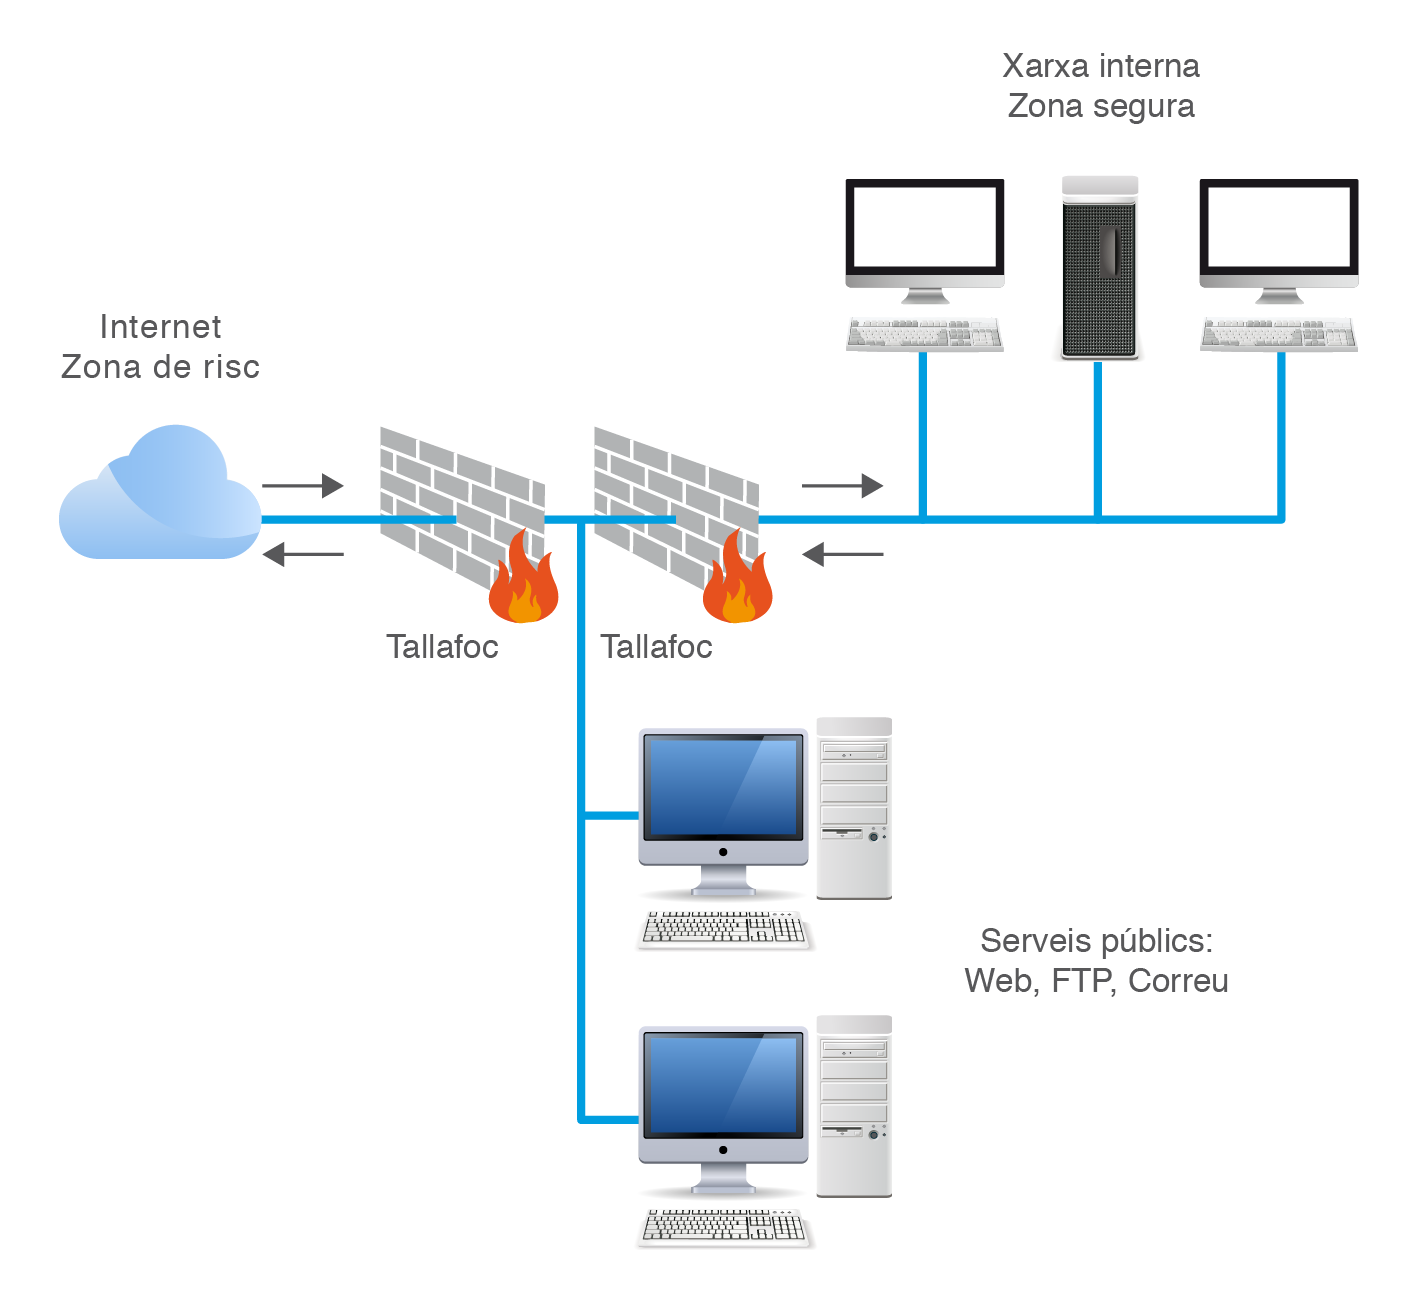 Xarxa interna
Zona segura
Internet
Zona de risc
Tallafoc
Tallafoc
Serveis públics:
Web, FTP, Correu